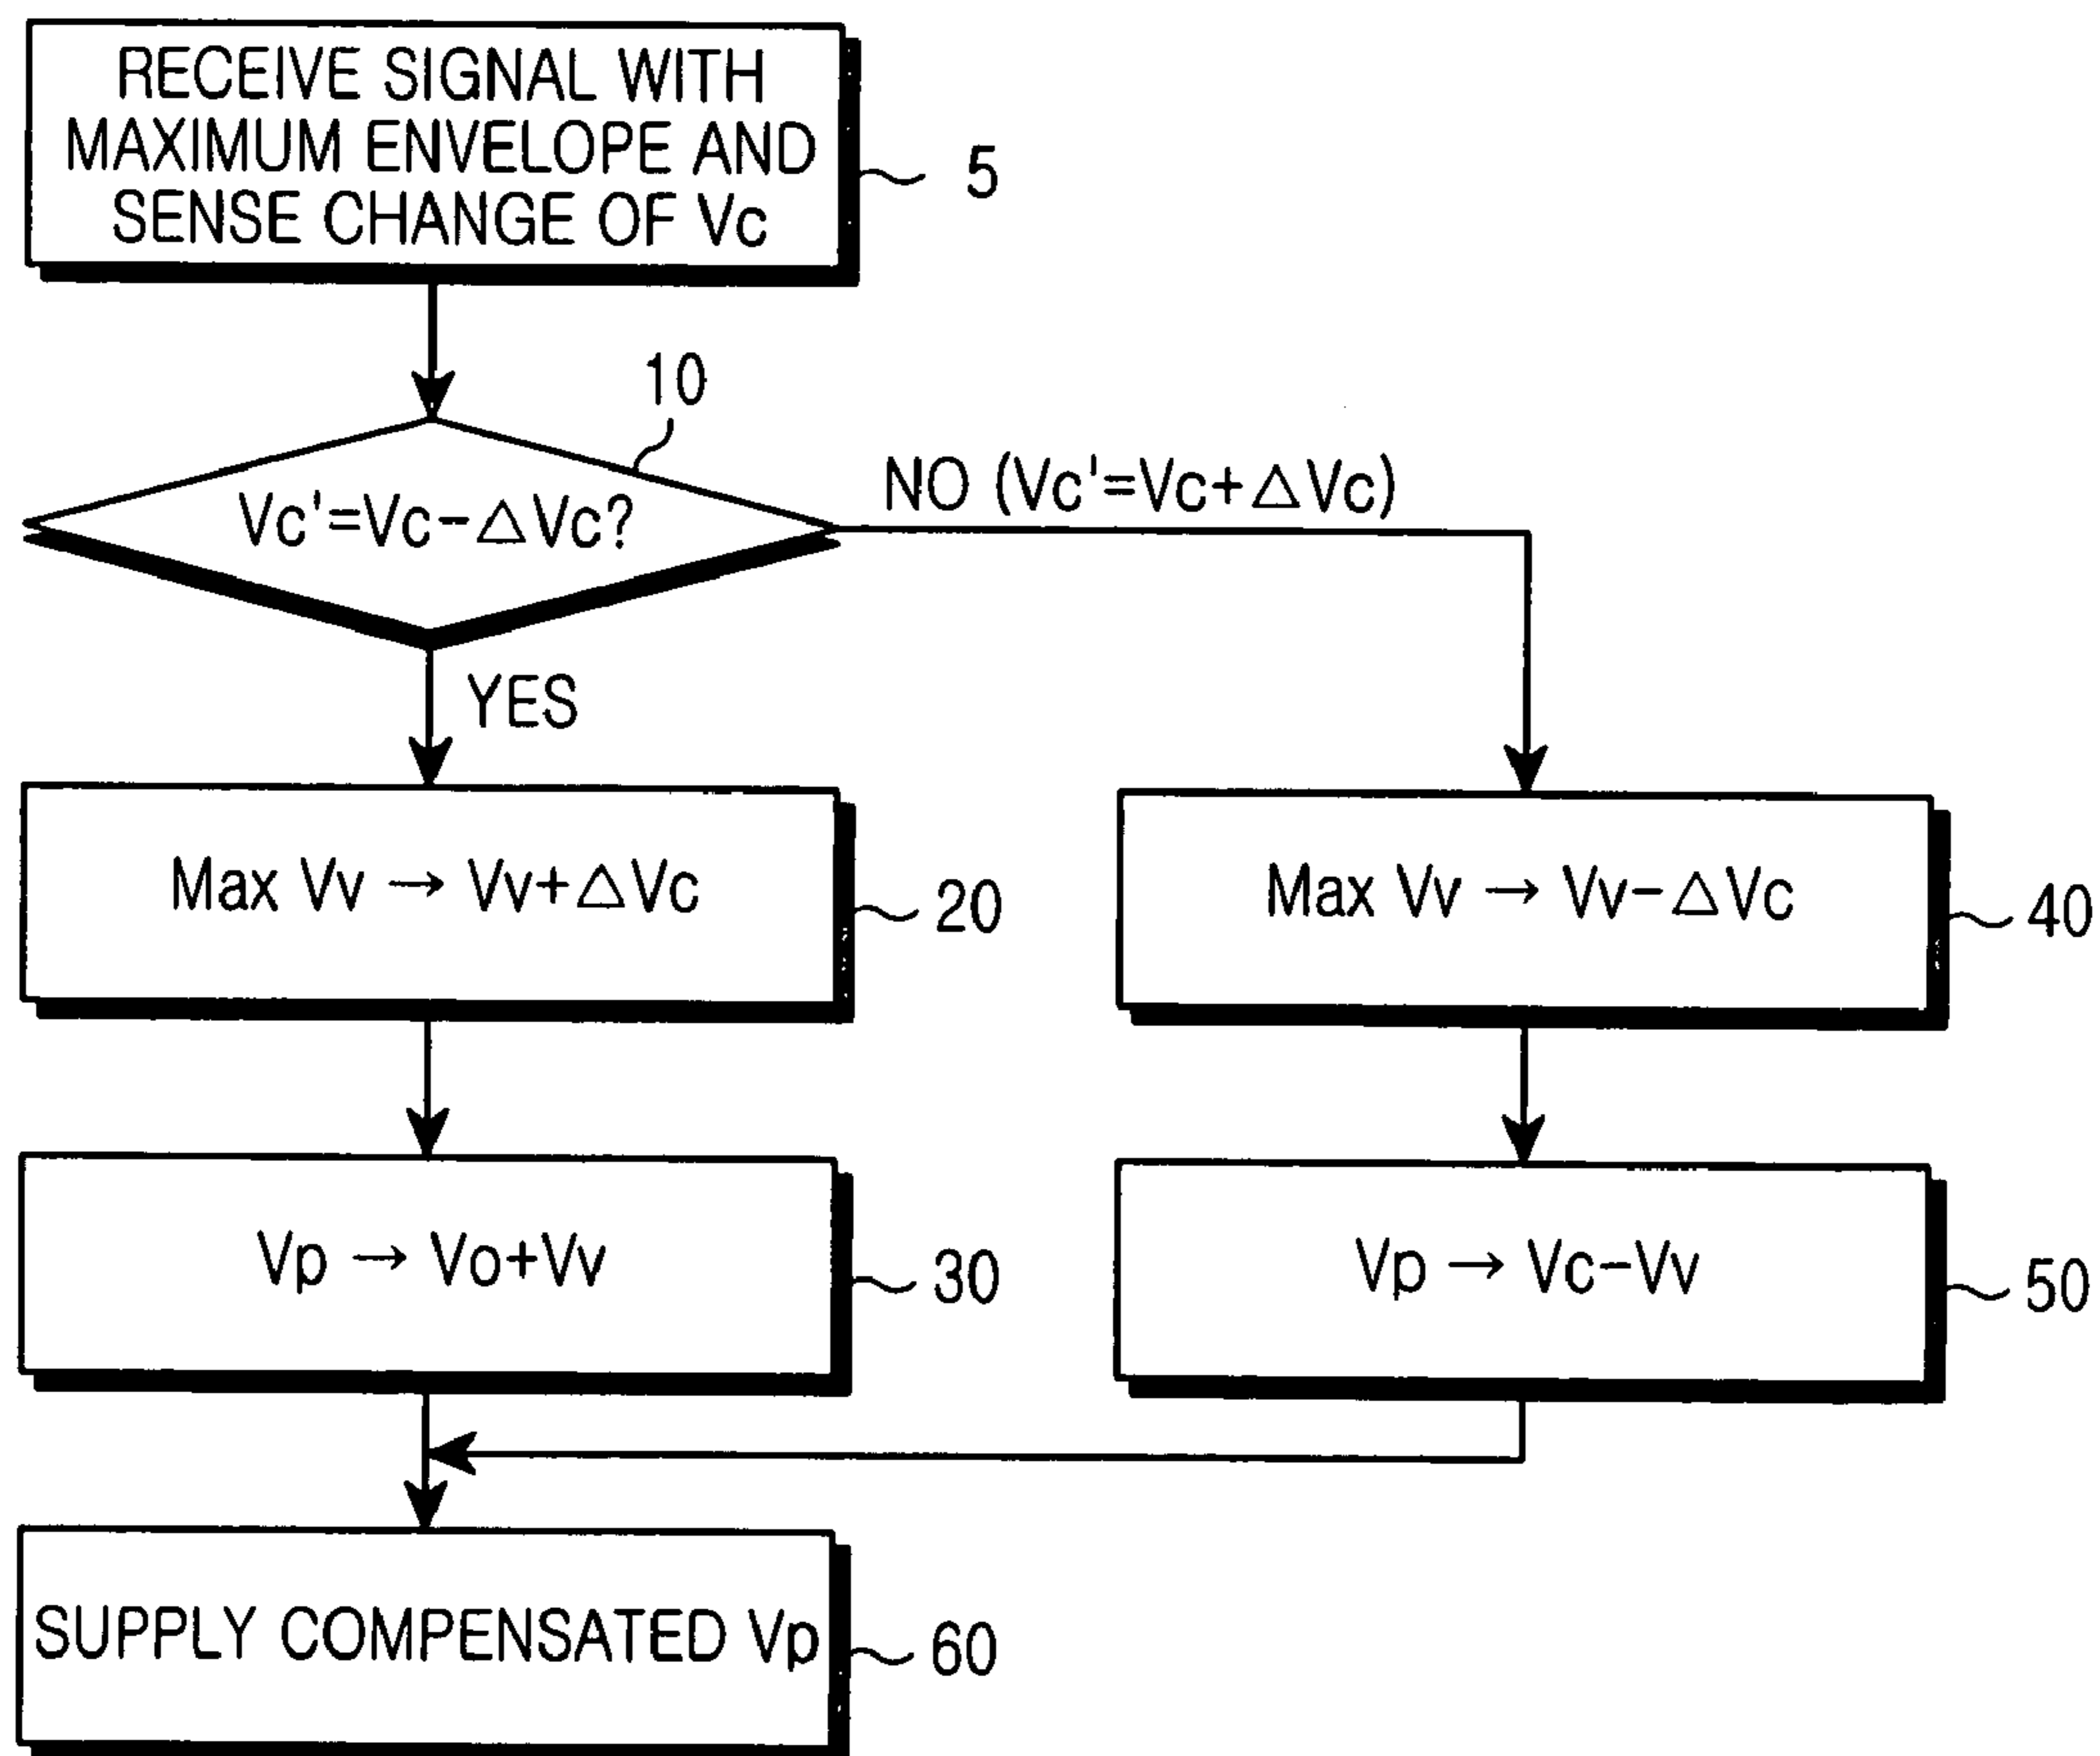 RECEIVE SIGNAL WITH
MAXIMUM ENVELOPE AND
SENSE CHANGE OF Vc
5
10
Vc'=Vc-△Vc?
NO (Vc'=Vc+△Vc)
YES
Max Vv → Vv+△Vc
20
Max Vv → Vv-△Vc
40
Vp → Vo+Vv
30
Vp → Vc-Vv
50
SUPPLY COMPENSATED Vp
60